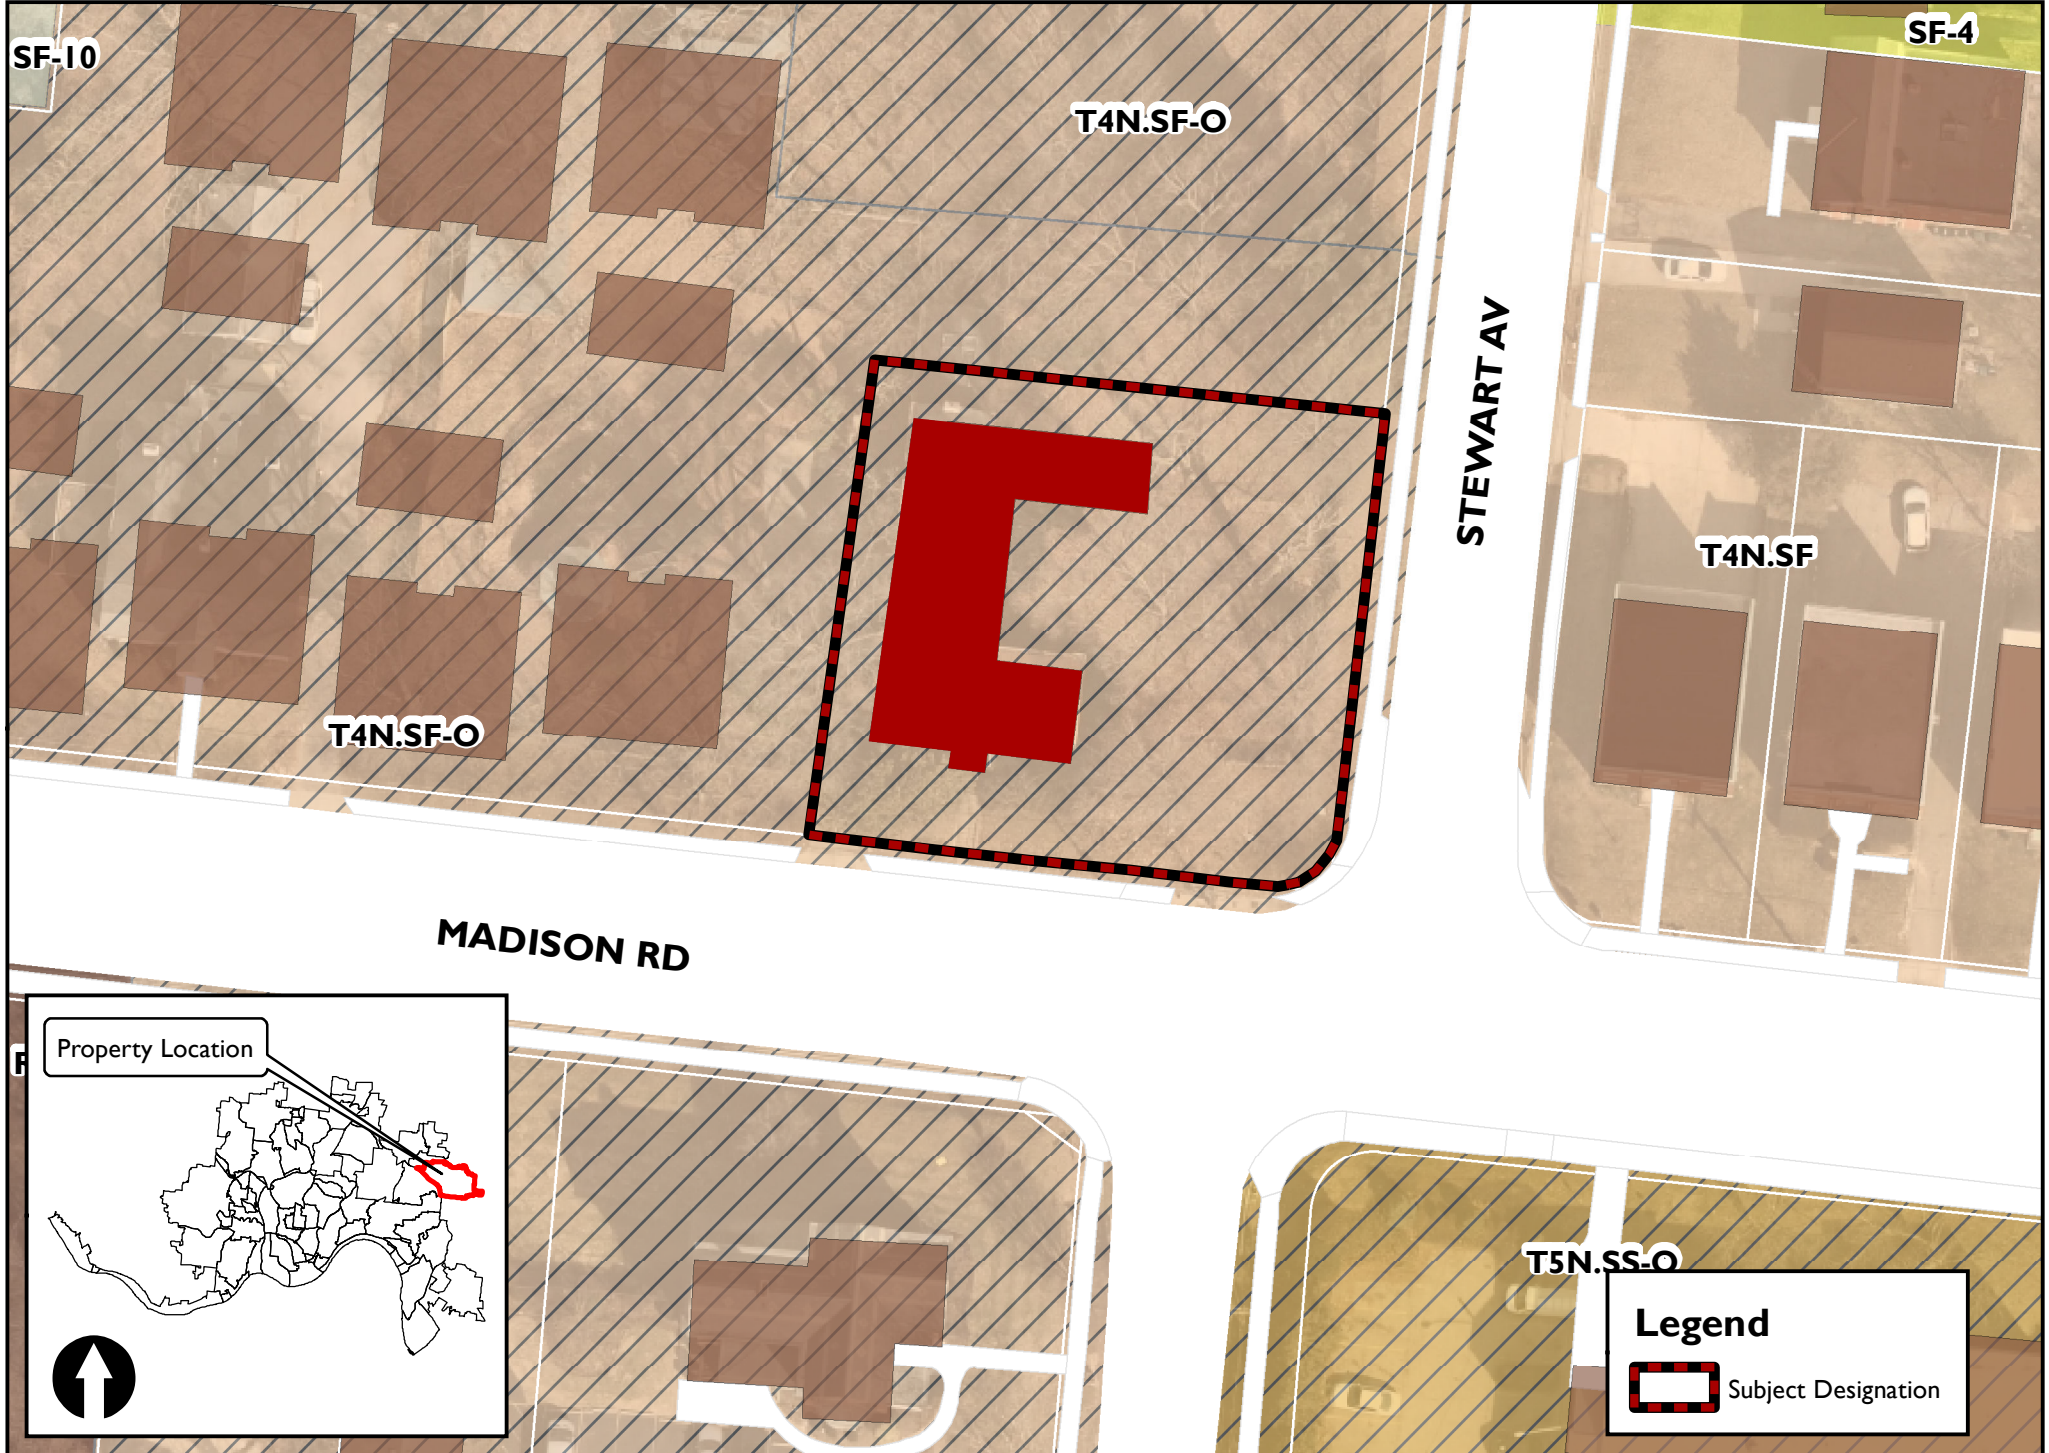 SF-10
SF-4
T4N.SF-O
STEWART AV
T4N.SF
T4N.SF-O
MADISON RD
Property Location
T5N.SS-O
Legend
Subject Designation